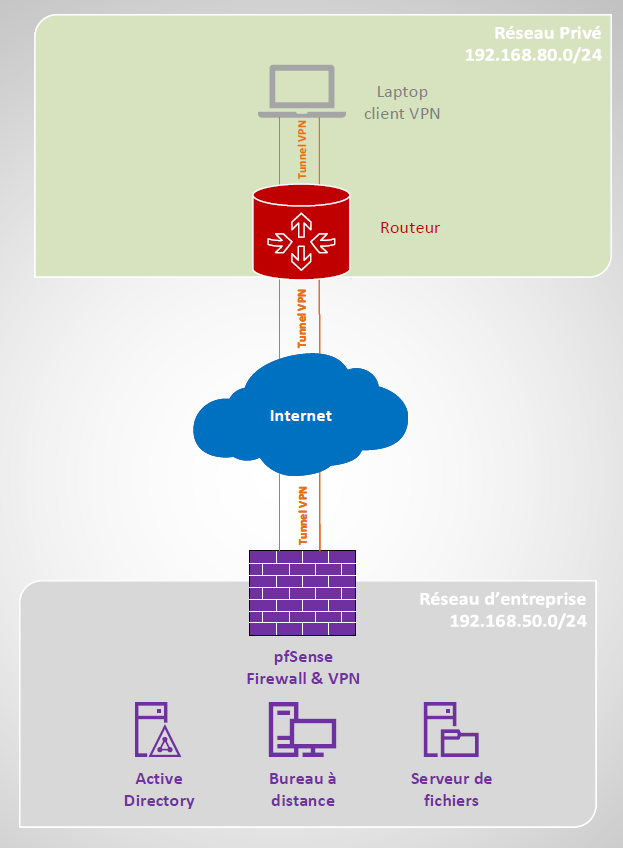 Réseau Privé
192.168.80.0/24
Laptop
client VPN
Tunnel VPN
Routeur
Tunnel VPN
Internet
Tunnel VPN
Réseau d’entreprise
192.168.50.0/24
pfSense
Firewall & VPN
Active
Directory
Bureau à
distance
Serveur de
fichiers